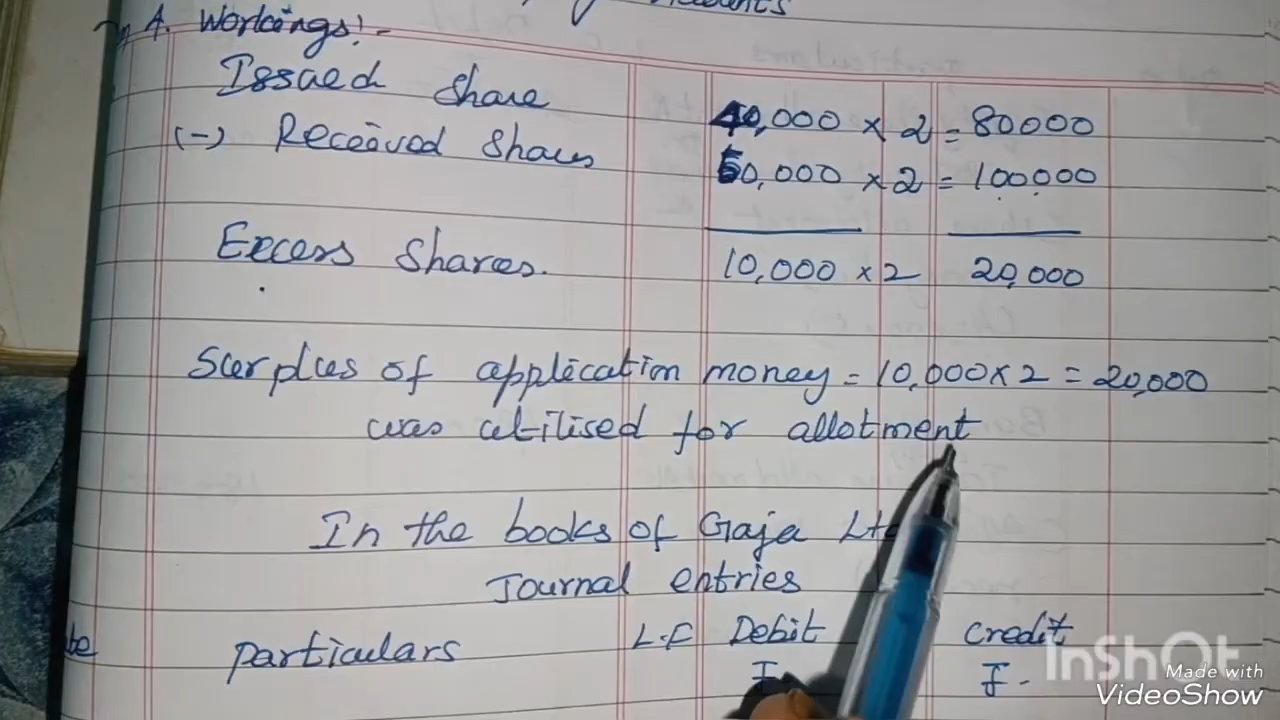 A. Workings:-
Issued Share 40,000 × 2 = 80000
(-) Received Shares 50,000 × 2 = 100,000
Excess Shares. 10,000 × 2 20,000
Surplus of application money = 10,000 × 2 = 20,000
was utilised for allotment
In the books of Gaja Ltd
Journal entries
Particulars L.F Debit Credit
InShOt
Made with
VideoShow